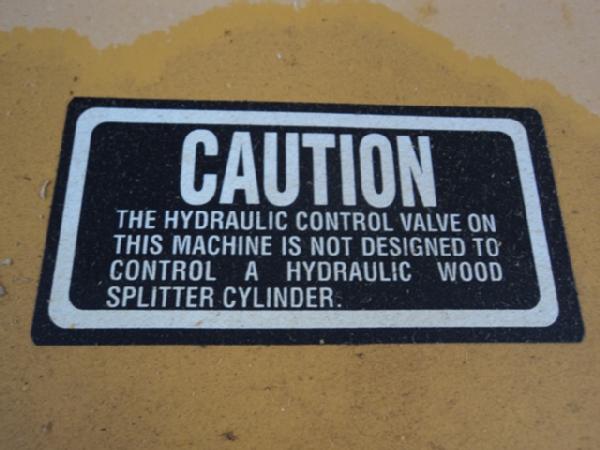 CAUTION
THE HYDRAULIC CONTROL VALVE ON
THIS MACHINE IS NOT DESIGNED TO
CONTROL A HYDRAULIC WOOD
SPLITTER CYLINDER.